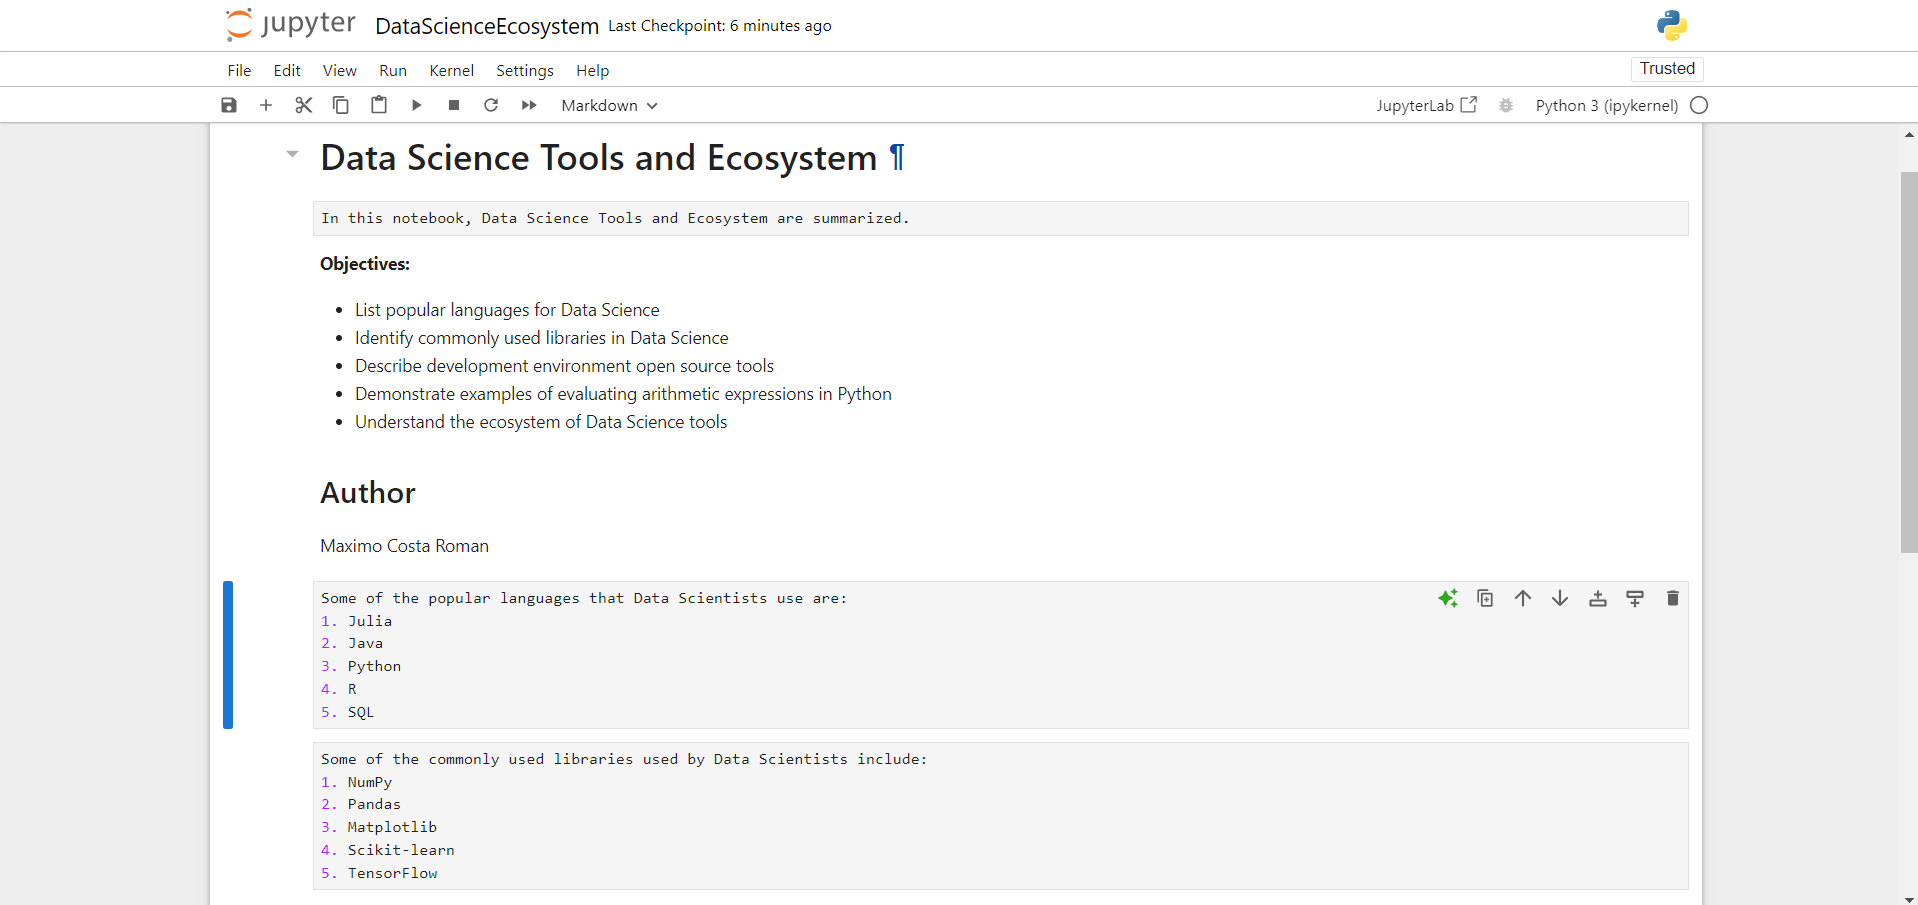 jupyter DataScienceEcosystem Last Checkpoint: 6 minutes ago
File Edit View Run Kernel Settings Help Trusted
Markdown JupyterLab Python 3 (ipykernel)
Data Science Tools and Ecosystem ¶
In this notebook, Data Science Tools and Ecosystem are summarized.
Objectives:
• List popular languages for Data Science
• Identify commonly used libraries in Data Science
• Describe development environment open source tools
• Demonstrate examples of evaluating arithmetic expressions in Python
• Understand the ecosystem of Data Science tools
Author
Maximo Costa Roman
Some of the popular languages that Data Scientists use are:
1. Julia
2. Java
3. Python
4. R
5. SQL
Some of the commonly used libraries used by Data Scientists include:
1. NumPy
2. Pandas
3. Matplotlib
4. Scikit-learn
5. TensorFlow